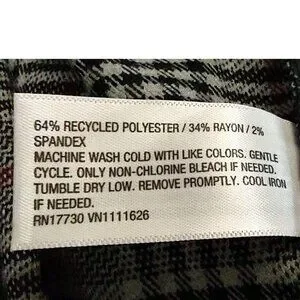 64% RECYCLED POLYESTER / 34% RAYON / 2%
SPANDEX
MACHINE WASH COLD WITH LIKE COLORS. GENTLE
CYCLE. ONLY NON-CHLORINE BLEACH IF NEEDED.
TUMBLE DRY LOW. REMOVE PROMPTLY. COOL IRON
IF NEEDED.
RN17730 VN1111626